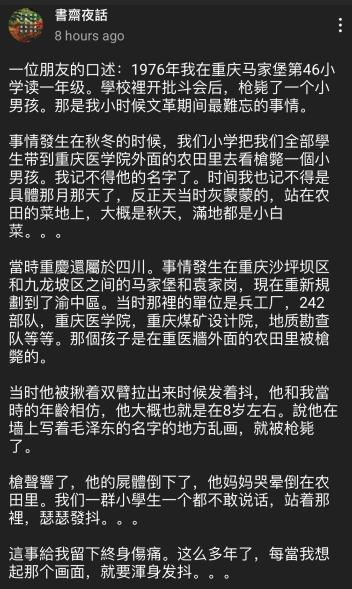 書齋夜話
8 hours ago
一位朋友的口述：1976年我在重庆马家堡第46小
学读一年级。學校裡开批斗会后，枪毙了一个小
男孩。那是我小时候文革期间最难忘的事情。
事情發生在秋冬的时候，我们小学把我们全部學
生带到重庆医学院外面的农田里去看槍斃一個小
男孩。我记不得他的名字了。时间我也记不得是
具體那月那天了，反正天当时灰蒙蒙的，站在农
田的菜地上，大概是秋天，滿地都是小白
菜。。。
當時重慶還屬於四川。事情發生在重庆沙坪坝区
和九龙坡区之间的马家堡和袁家岗，現在重新規
劃到了渝中區。当时那裡的單位是兵工厂，242
部队，重庆医学院，重庆煤矿设计院，地质勘查
队等等。那個孩子是在重医牆外面的农田里被槍
斃的。
当时他被揪着双臂拉出来时候发着抖，他和我當
時的年齡相仿，他大概也就是在8岁左右。說他在
墙上写着毛泽东的名字的地方乱画，就被枪毙
了。
槍聲響了，他的屍體倒下了，他妈妈哭暈倒在农
田里。我们一群小學生一个都不敢说话，站着那
裡，瑟瑟發抖。。。
這事給我留下終身傷痛。这么多年了，每當我想
起那个画面，就要渾身发抖。。。